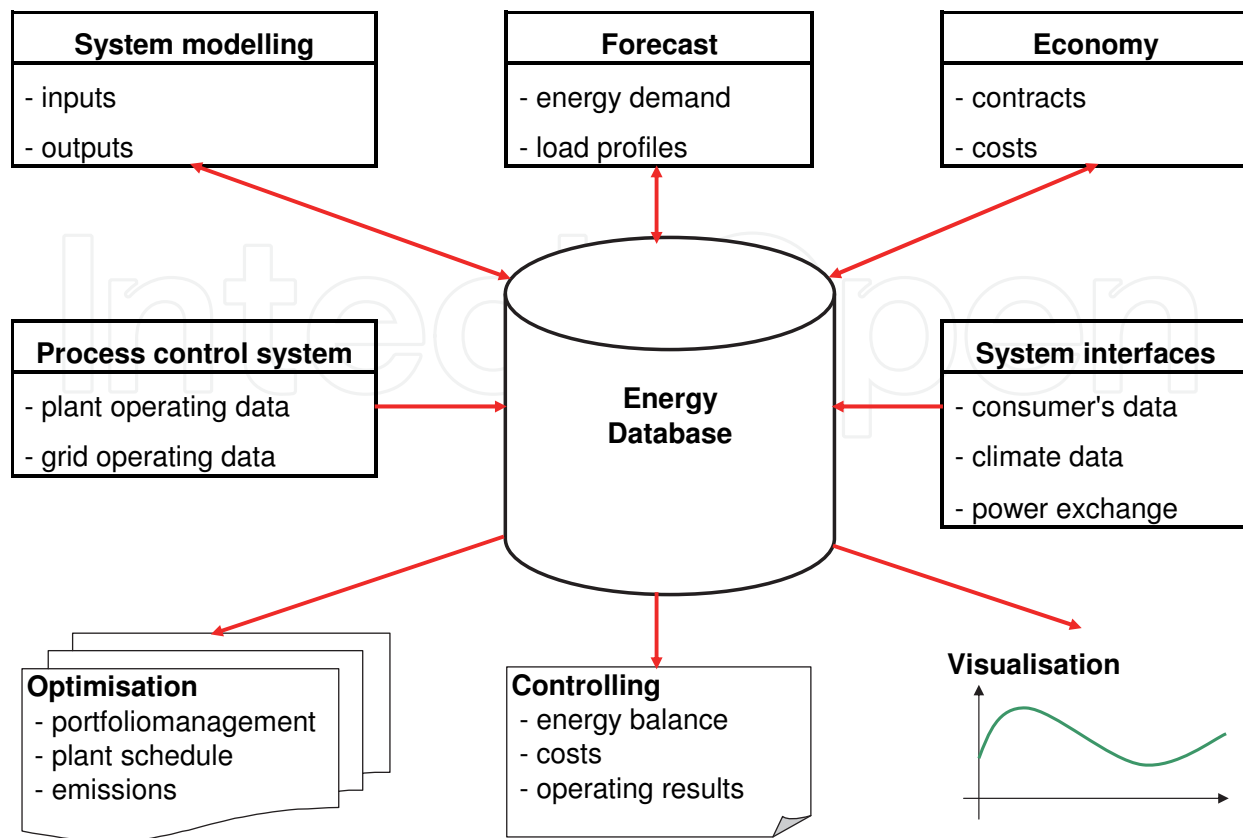 System modelling
- inputs
- outputs
Forecast
- energy demand
- load profiles
Economy
- contracts
- costs
Process control system
- plant operating data
- grid operating data
Energy
Database
System interfaces
- consumer's data
- climate data
- power exchange
Optimisation
- portfoliomanagement
- plant schedule
- emissions
Controlling
- energy balance
- costs
- operating results
Visualisation
IntechOpen